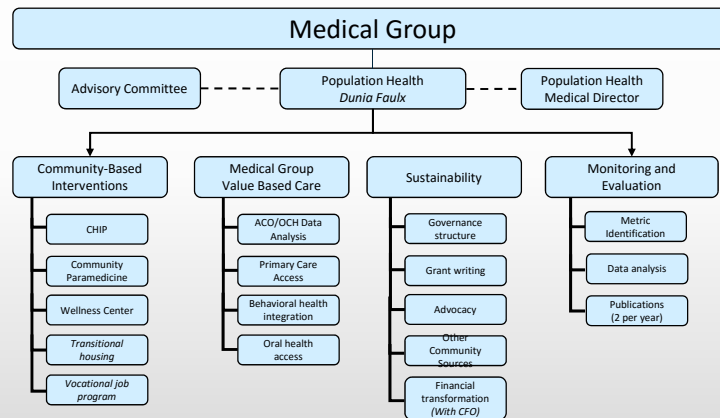 Medical Group
Advisory Committee
Population Health
Dunia Faulx
Population Health
Medical Director
Community-Based
Interventions
Medical Group
Value Based Care
Sustainability
Monitoring and
Evaluation
CHIP
Community
Paramedicine
Wellness Center
Transitional
housing
Vocational job
program
ACO/OCH Data
Analysis
Primary Care
Access
Behavioral health
integration
Oral health
access
Governance
structure
Grant writing
Advocacy
Other
Community
Sources
Financial
transformation
(With CFO)
Metric
Identification
Data analysis
Publications
(2 per year)